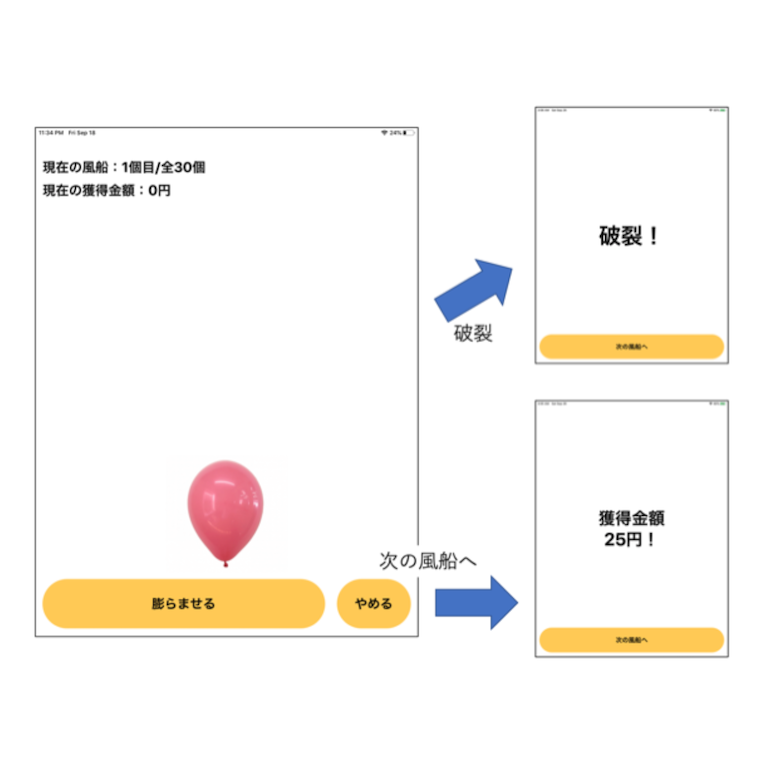 11:34 PM Fri Sep 18
24%
現在の風船：1個目/全30個
現在の獲得金額：0円
膨らませる
やめる
破裂
次の風船へ
破裂！
次の風船へ
獲得金額
25円！
次の風船へ